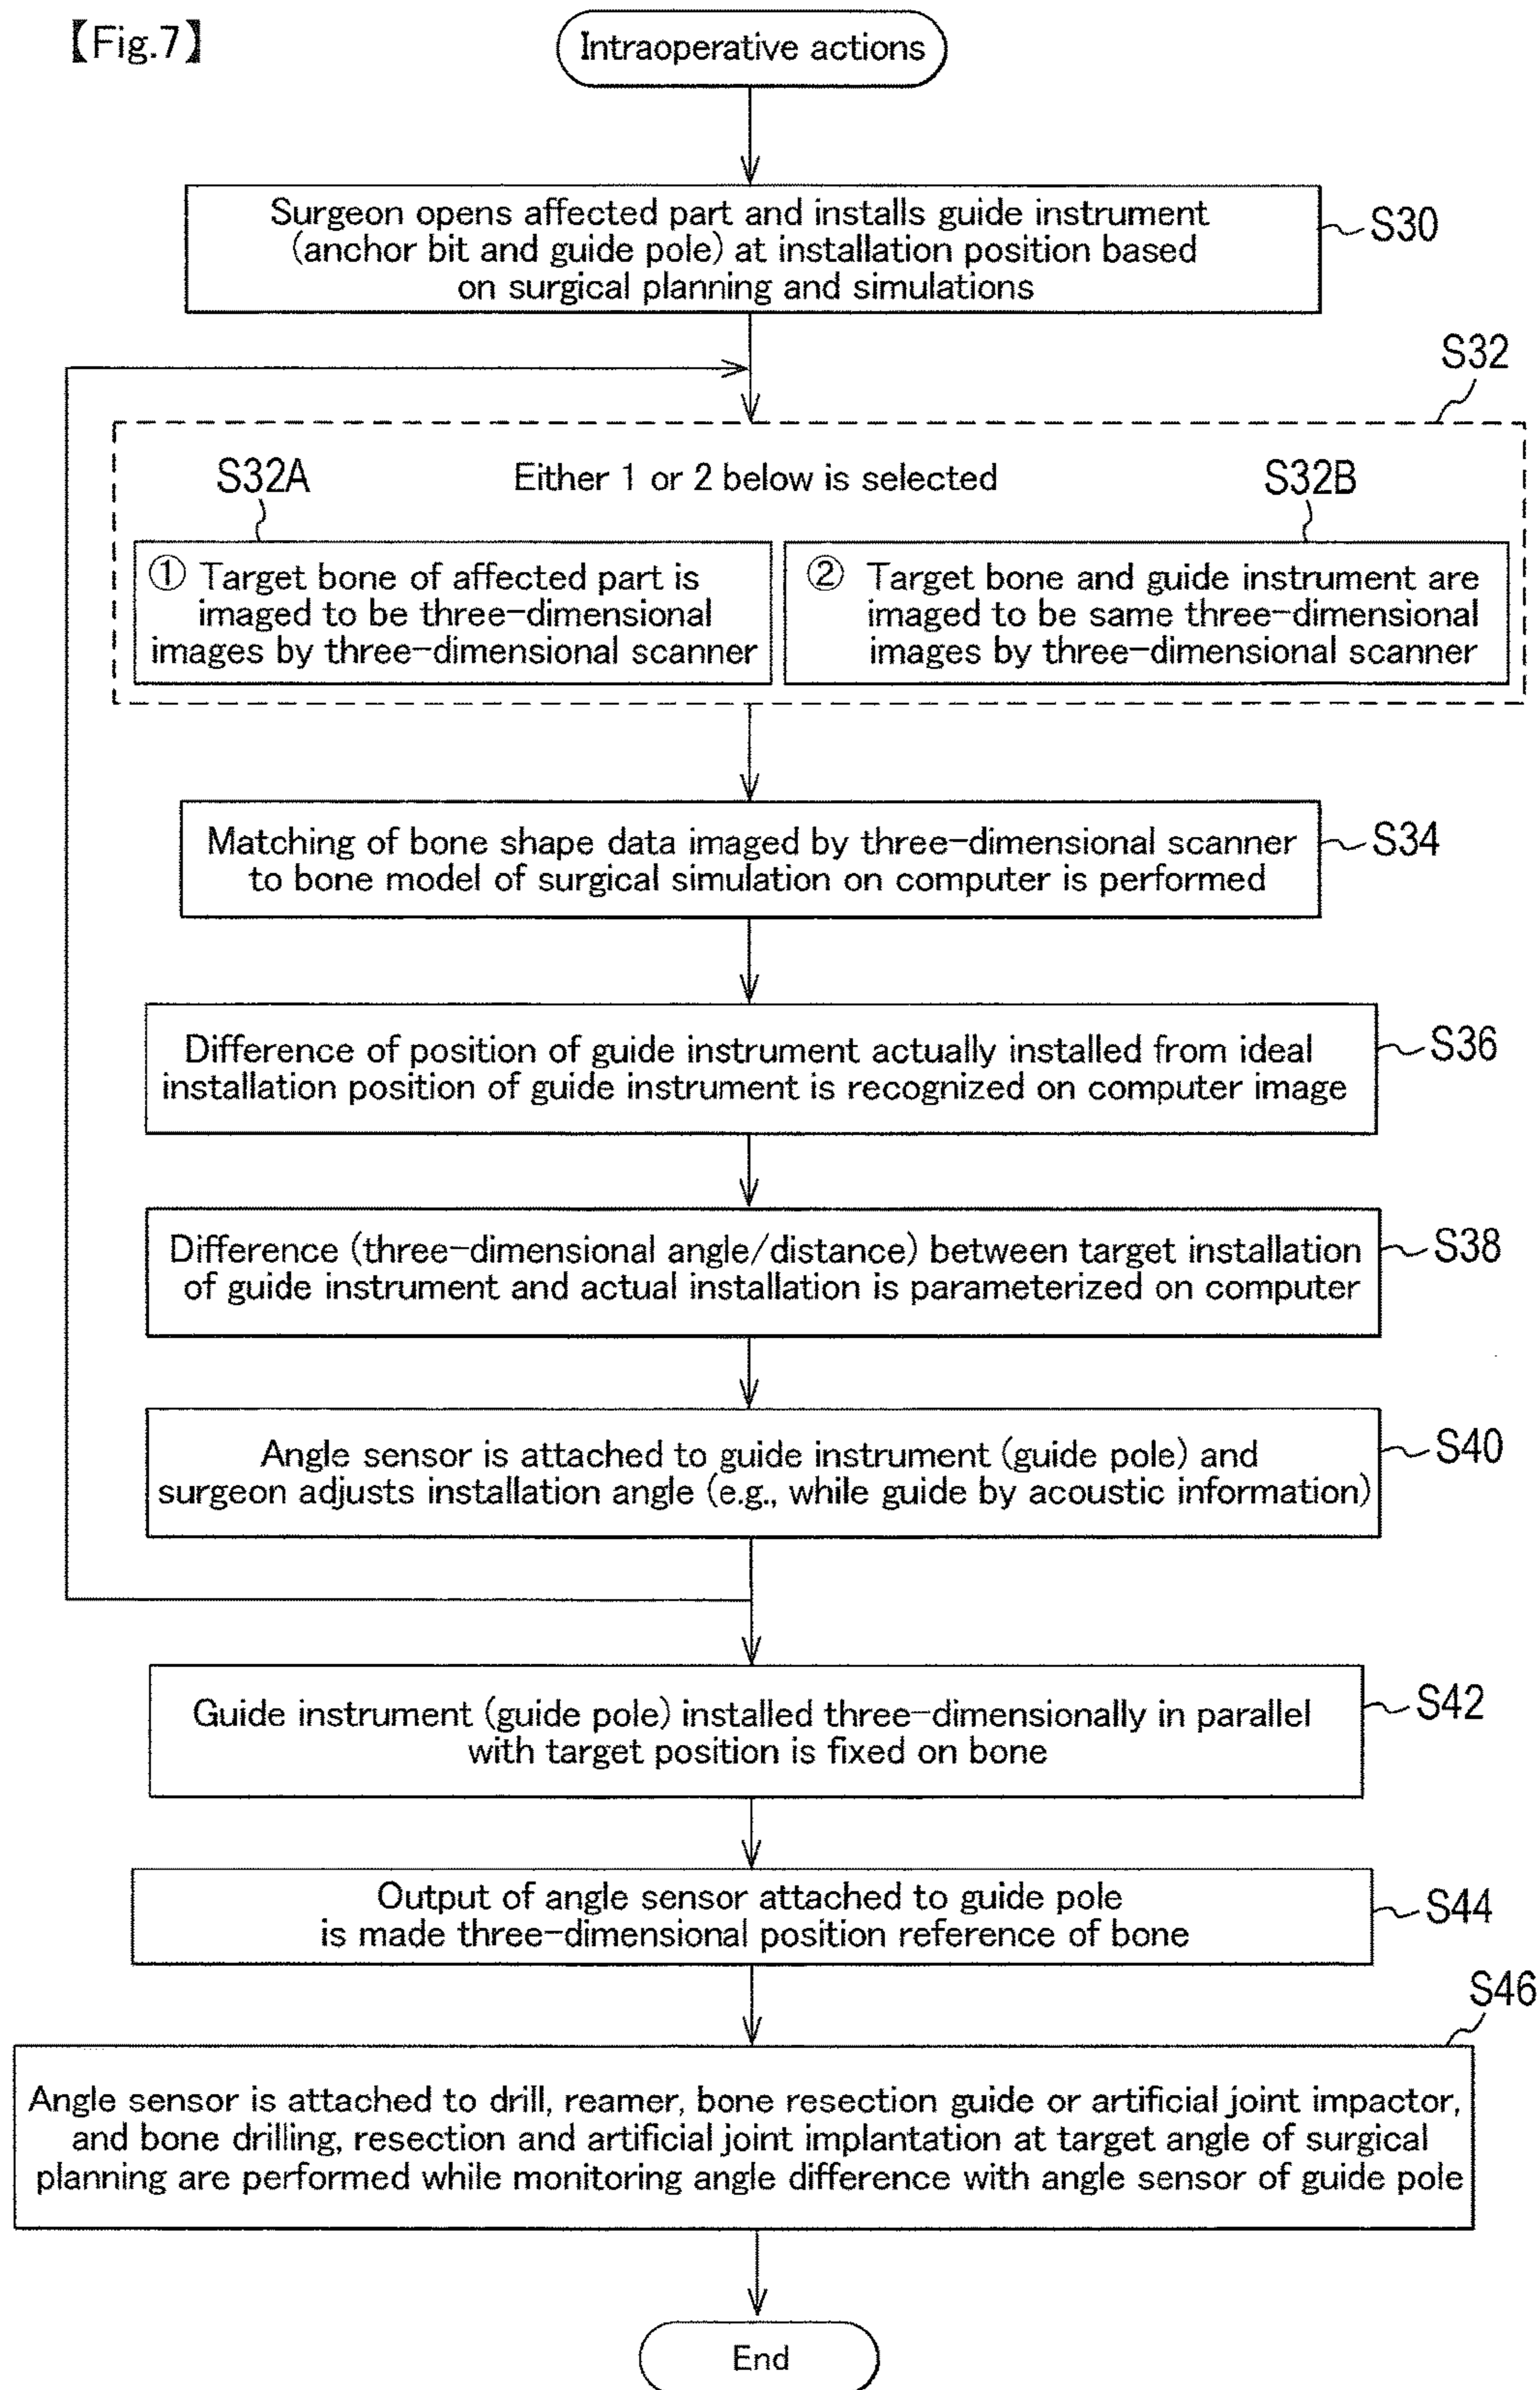 【Fig.7】
Intraoperative actions
Surgeon opens affected part and installs guide instrument
(anchor bit and guide pole) at installation position based
on surgical planning and simulations
S30
S32
S32A
Either 1 or 2 below is selected
S32B
① Target bone of affected part is
imaged to be three-dimensional
images by three-dimensional scanner
② Target bone and guide instrument are
imaged to be same three-dimensional
images by three-dimensional scanner
Matching of bone shape data imaged by three-dimensional scanner
to bone model of surgical simulation on computer is performed
S34
Difference of position of guide instrument actually installed from ideal
installation position of guide instrument is recognized on computer image
S36
Difference (three-dimensional angle/distance) between target installation
of guide instrument and actual installation is parameterized on computer
S38
Angle sensor is attached to guide instrument (guide pole) and
surgeon adjusts installation angle (e.g., while guide by acoustic information)
S40
Guide instrument (guide pole) installed three-dimensionally in parallel
with target position is fixed on bone
S42
Output of angle sensor attached to guide pole
is made three-dimensional position reference of bone
S44
S46
Angle sensor is attached to drill, reamer, bone resection guide or artificial joint impactor,
and bone drilling, resection and artificial joint implantation at target angle of surgical
planning are performed while monitoring angle difference with angle sensor of guide pole
End